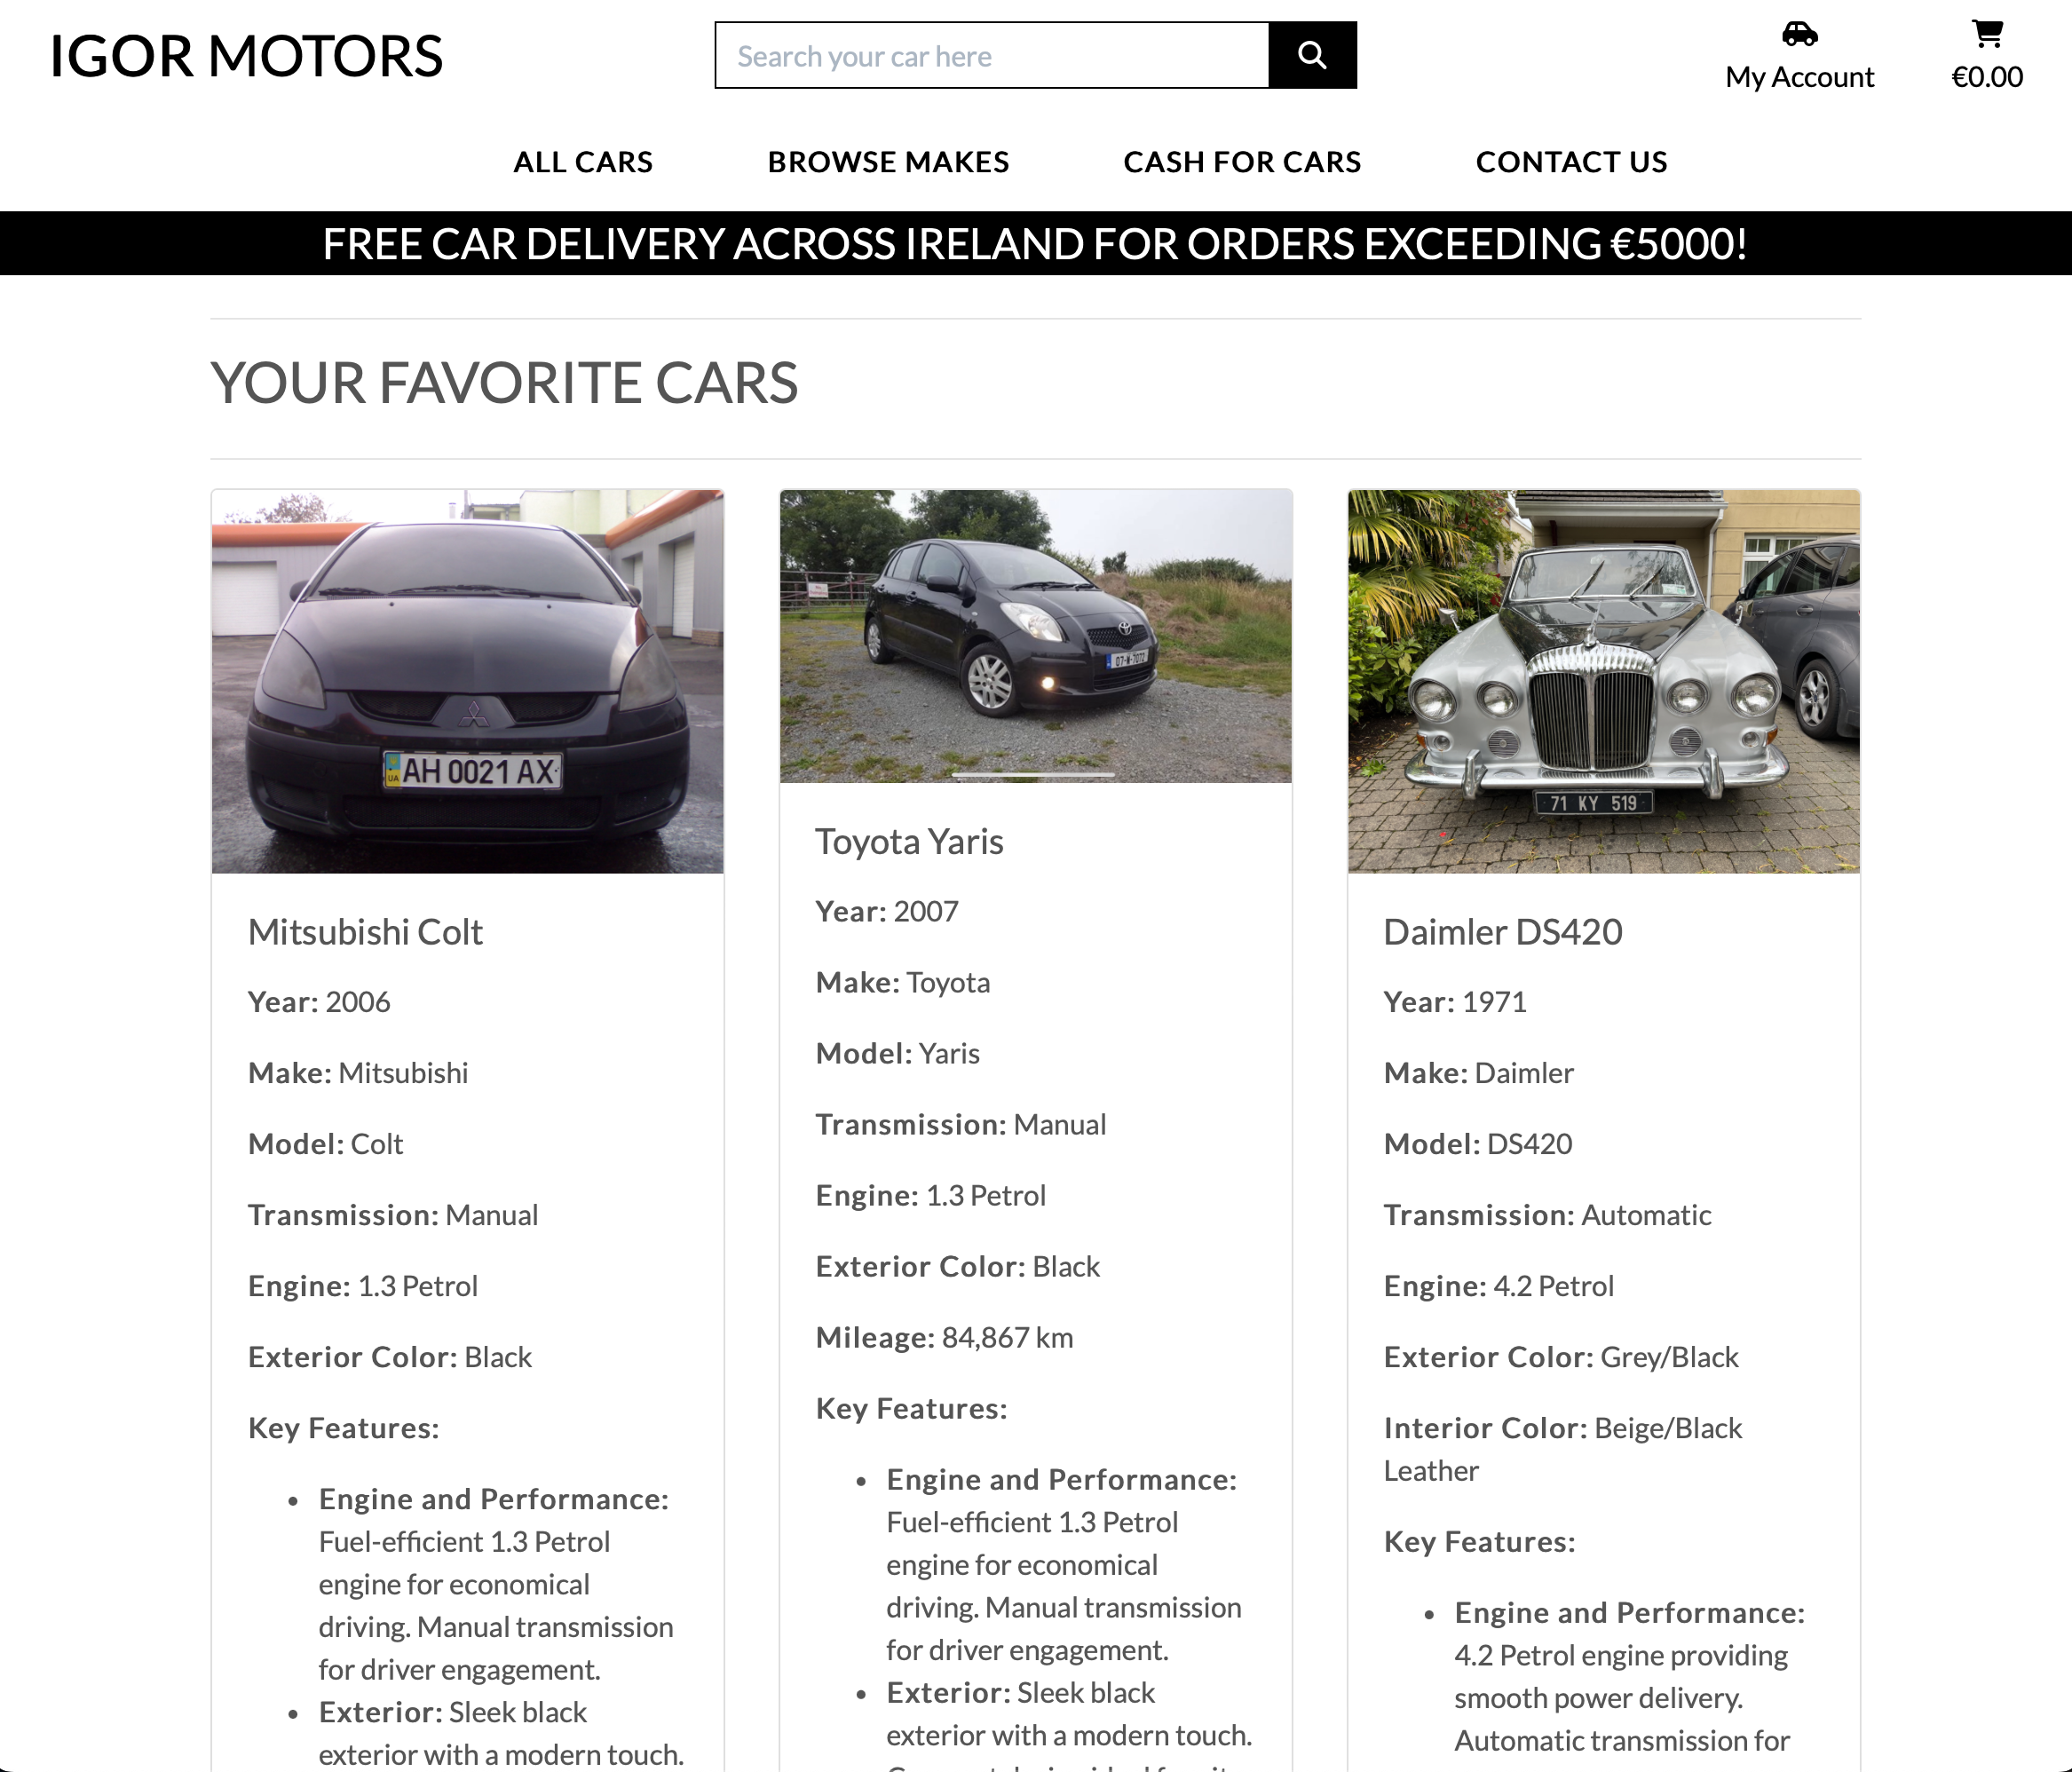 IGOR MOTORS
Search your car here
My Account
€0.00
ALL CARS
BROWSE MAKES
CASH FOR CARS
CONTACT US
FREE CAR DELIVERY ACROSS IRELAND FOR ORDERS EXCEEDING €5000!
YOUR FAVORITE CARS
UA
AH 0021 AX
Mitsubishi Colt
Year: 2006
Make: Mitsubishi
Model: Colt
Transmission: Manual
Engine: 1.3 Petrol
Exterior Color: Black
Key Features:
• Engine and Performance:
Fuel-efficient 1.3 Petrol
engine for economical
driving. Manual transmission
for driver engagement.
• Exterior: Sleek black
exterior with a modern touch.
Toyota Yaris
Year: 2007
Make: Toyota
Model: Yaris
Transmission: Manual
Engine: 1.3 Petrol
Exterior Color: Black
Mileage: 84,867 km
Key Features:
• Engine and Performance:
Fuel-efficient 1.3 Petrol
engine for economical
driving. Manual transmission
for driver engagement.
• Exterior: Sleek black
exterior with a modern touch.
71 KY 519
Daimler DS420
Year: 1971
Make: Daimler
Model: DS420
Transmission: Automatic
Engine: 4.2 Petrol
Exterior Color: Grey/Black
Interior Color: Beige/Black
Leather
Key Features:
• Engine and Performance:
4.2 Petrol engine providing
smooth power delivery.
Automatic transmission for